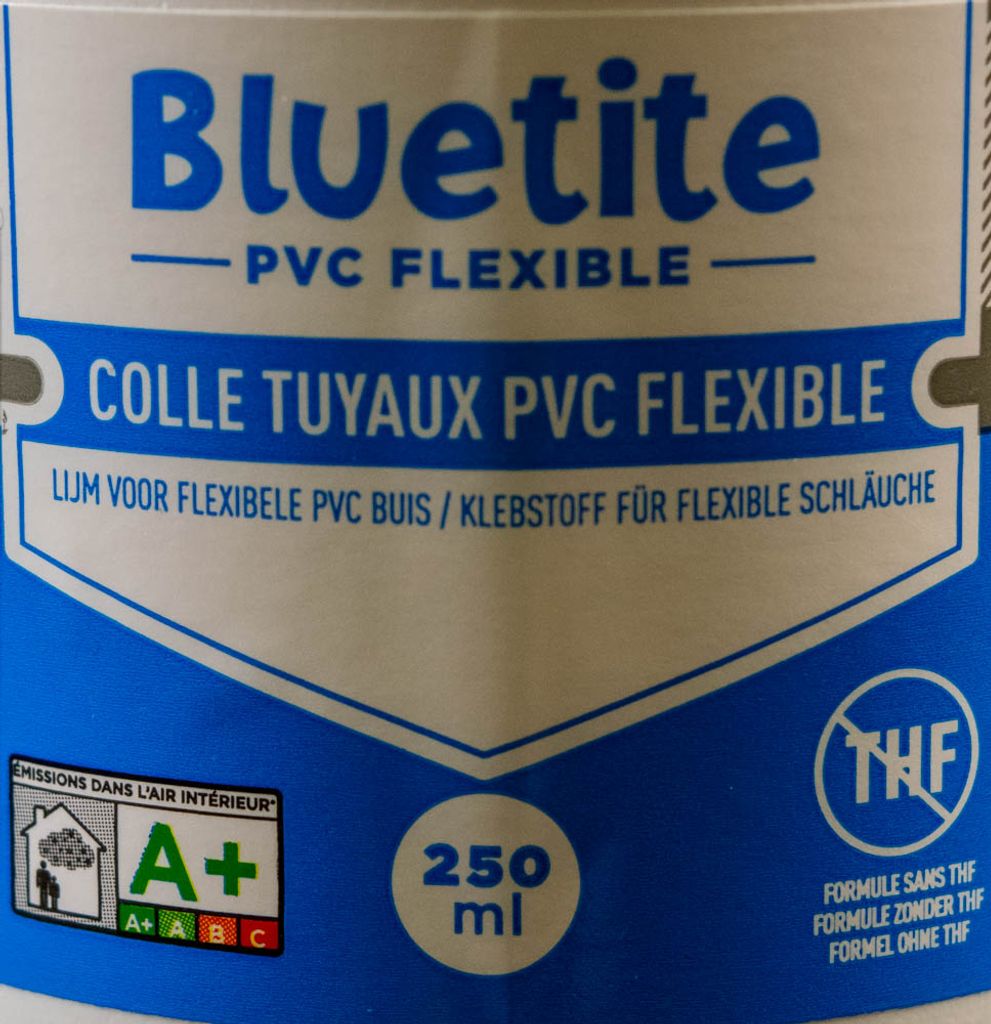 Bluetite
PVC FLEXIBLE
COLLE TUYAUX PVC FLEXIBLE
LIJM VOOR FLEXIBELE PVC BUIS / KLEBSTOFF FÜR FLEXIBLE SCHLÄUCHE
THF
FORMULE SANS THF
FORMULE ZONDER THF
FORMEL OHNE THF
ÉMISSIONS DANS L'AIR INTÉRIEUR*
A+
A+ A B C
250
ml